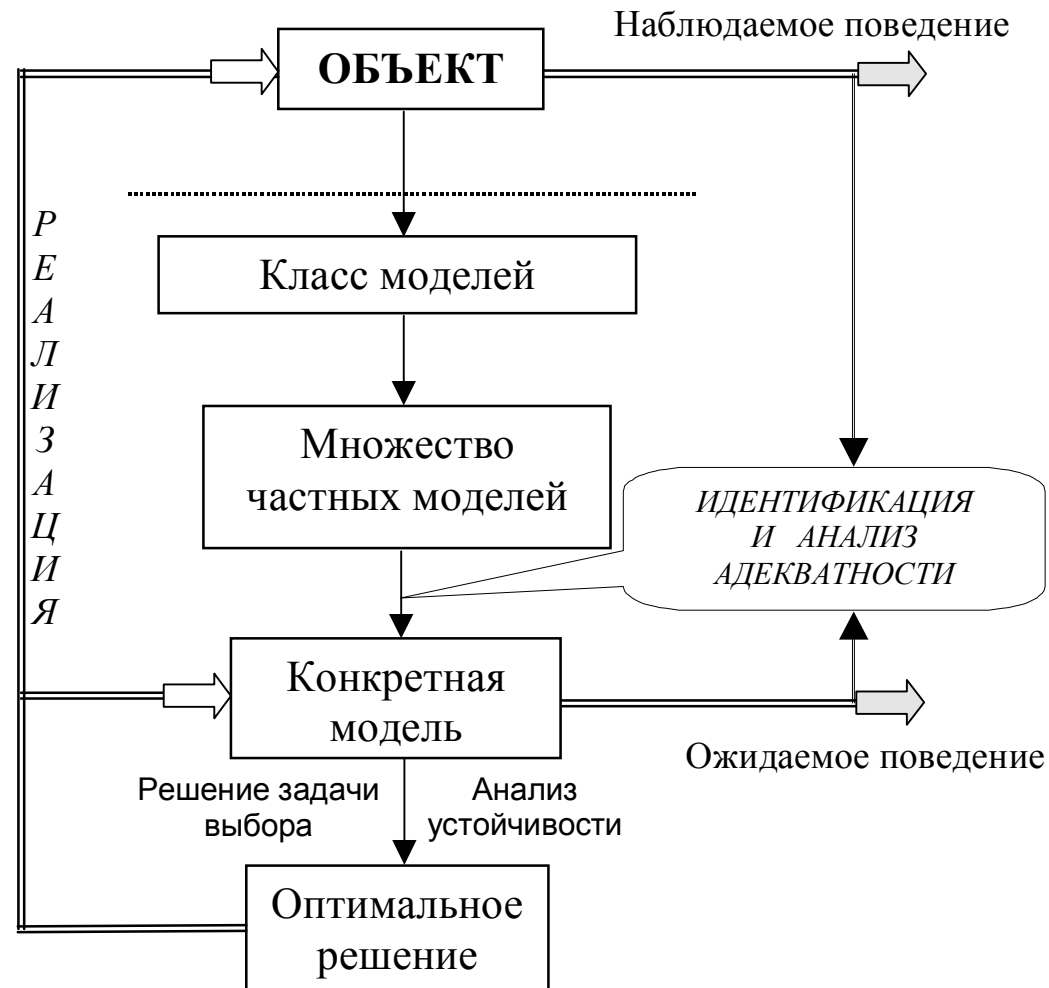 Наблюдаемое поведение
ОБЪЕКТ
РЕАЛИЗАЦИЯ
Класс моделей
Множество
частных моделей
ИДЕНТИФИКАЦИЯ
И АНАЛИЗ
АДЕКВАТНОСТИ
Конкретная
модель
Ожидаемое поведение
Решение задачи
выбора
Анализ
устойчивости
Оптимальное
решение